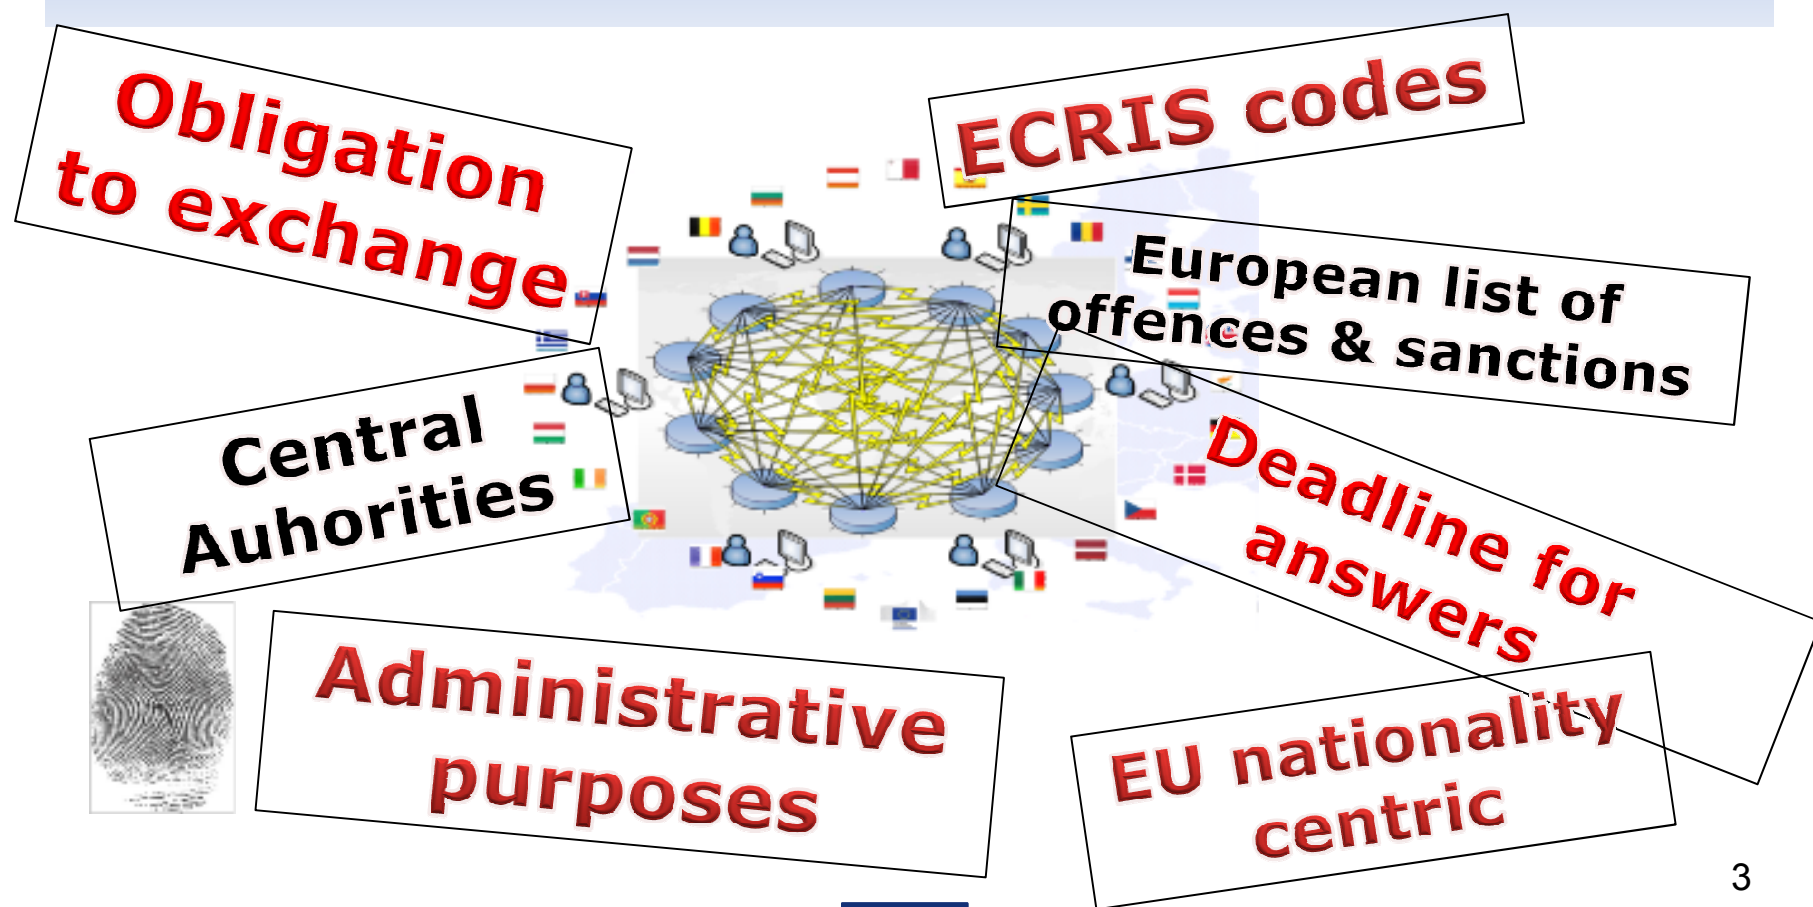 Obligation
to exchange
ECRIS codes
European list of
offences & sanctions
Central
Auhorities
Deadline for
answers
Administrative
purposes
EU nationality
centric
3